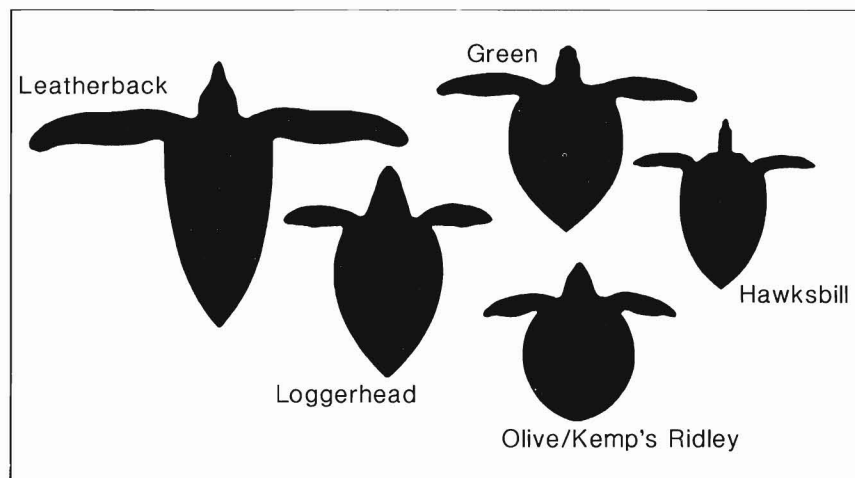 Green
Leatherback
Hawksbill
Loggerhead
Olive/Kemp's Ridley